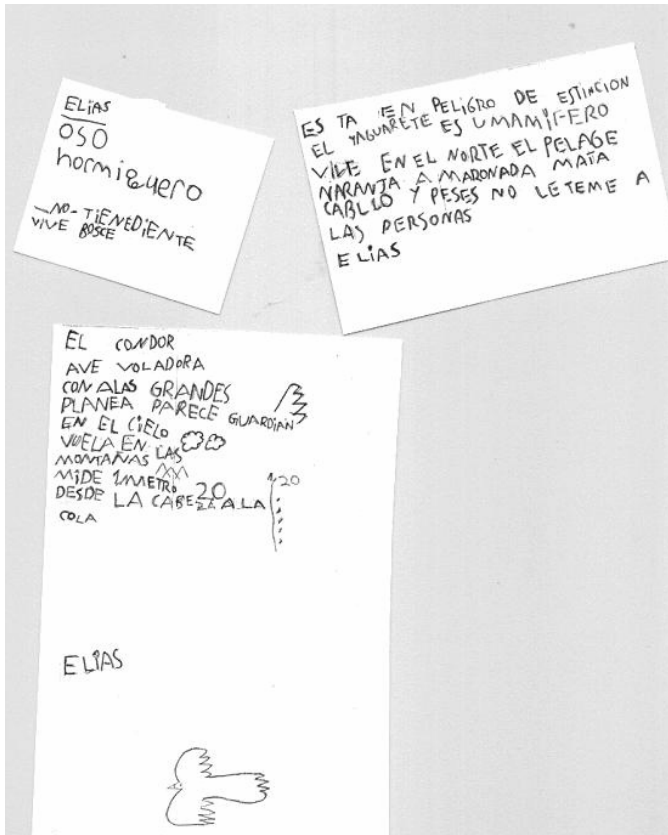 ELIAS
OSO
hormiguero
-NO-TIENEDIENTE
VIVE BOSCE
ES TA EN PELIGRO DE ESTINCION
EL YAGUARETE ES UMAMIFERO
VIVE EN EL NORTE EL PELAGE
NARANJA A MARONADA MATA
CABLLO Y PESES NO LE TEME A
LAS PERSONAS
ELIAS
EL CONDOR
AVE VOLADORA
CON ALAS GRANDES
PLANEA PARECE GUARDIAN
EN EL CIELO
VUELA EN LAS
MONTAÑAS
MIDE 1 METRO 20
DESDE LA CABEZA A LA
COLA
1,20
ELIAS